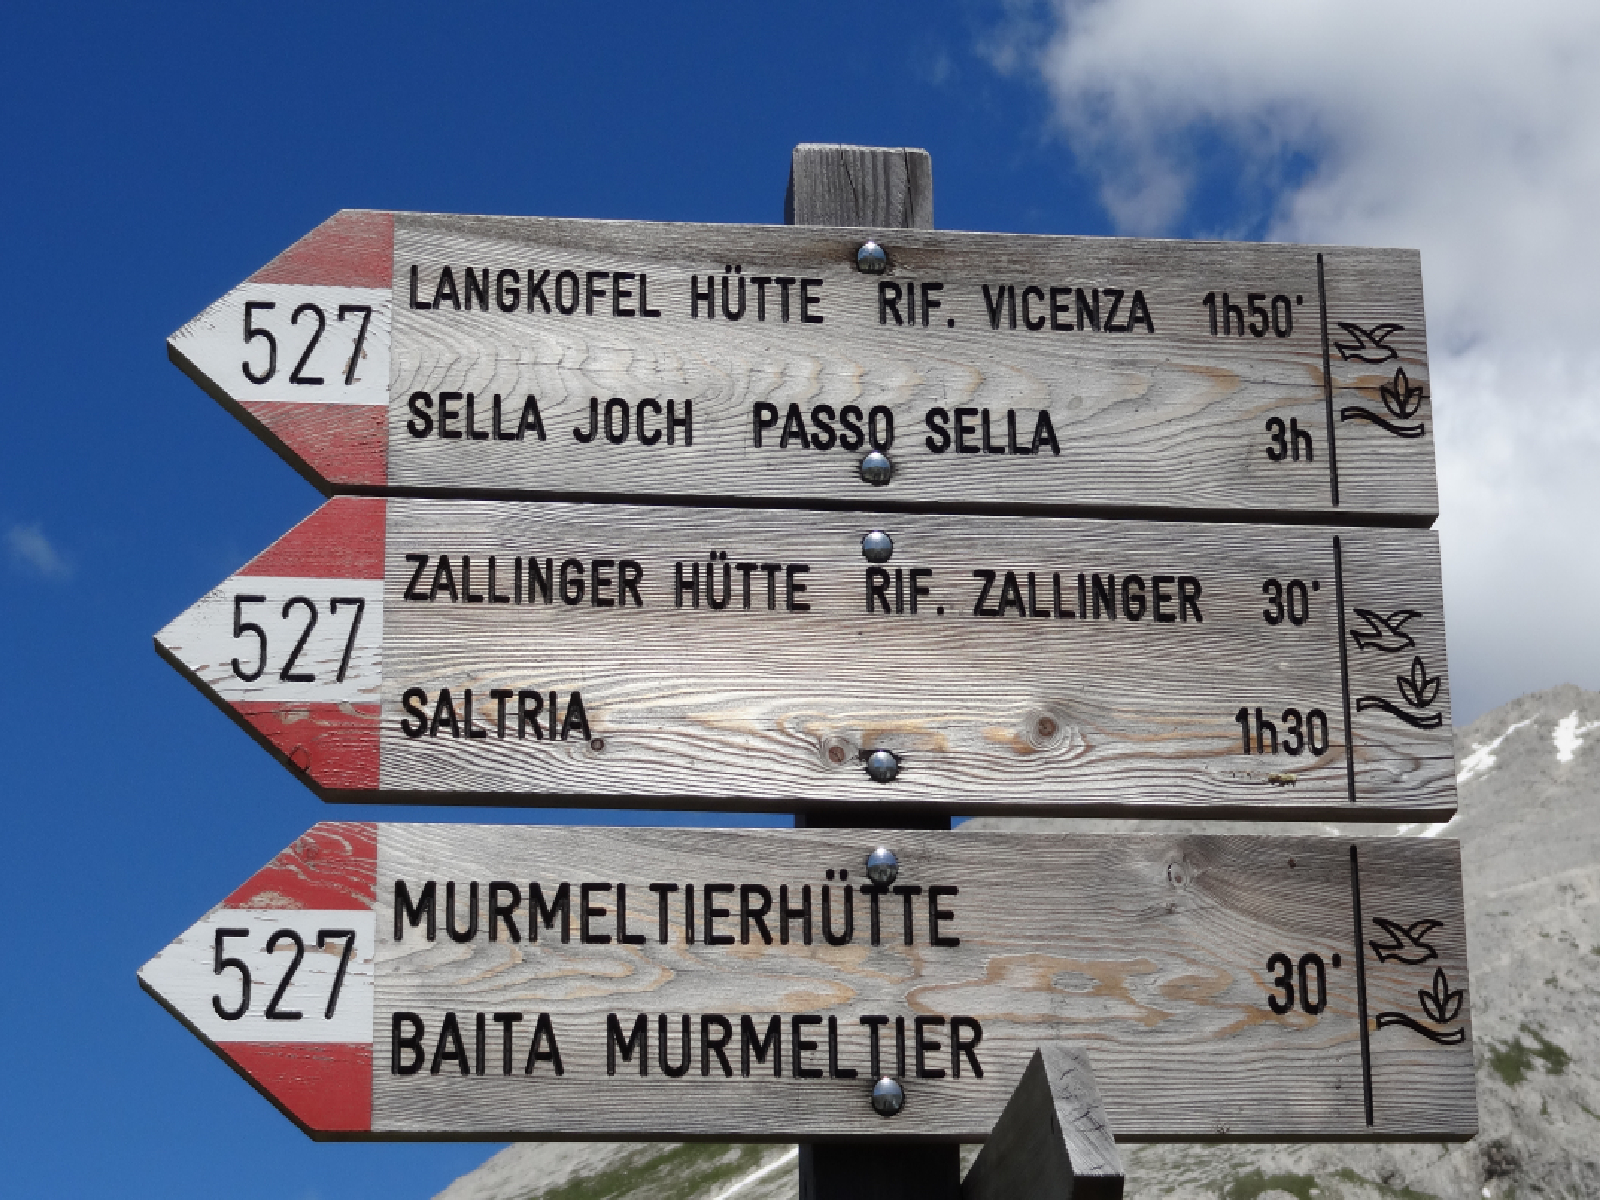 527
LANGKOFEL HÜTTE RIF. VICENZA 1h50'
SELLA JOCH PASSO SELLA 3h
527
ZALLINGER HÜTTE RIF. ZALLINGER 30'
SALTRIA 1h30
527
MURMELTIERHÜTTE
30'
BAITA MURMELTIER